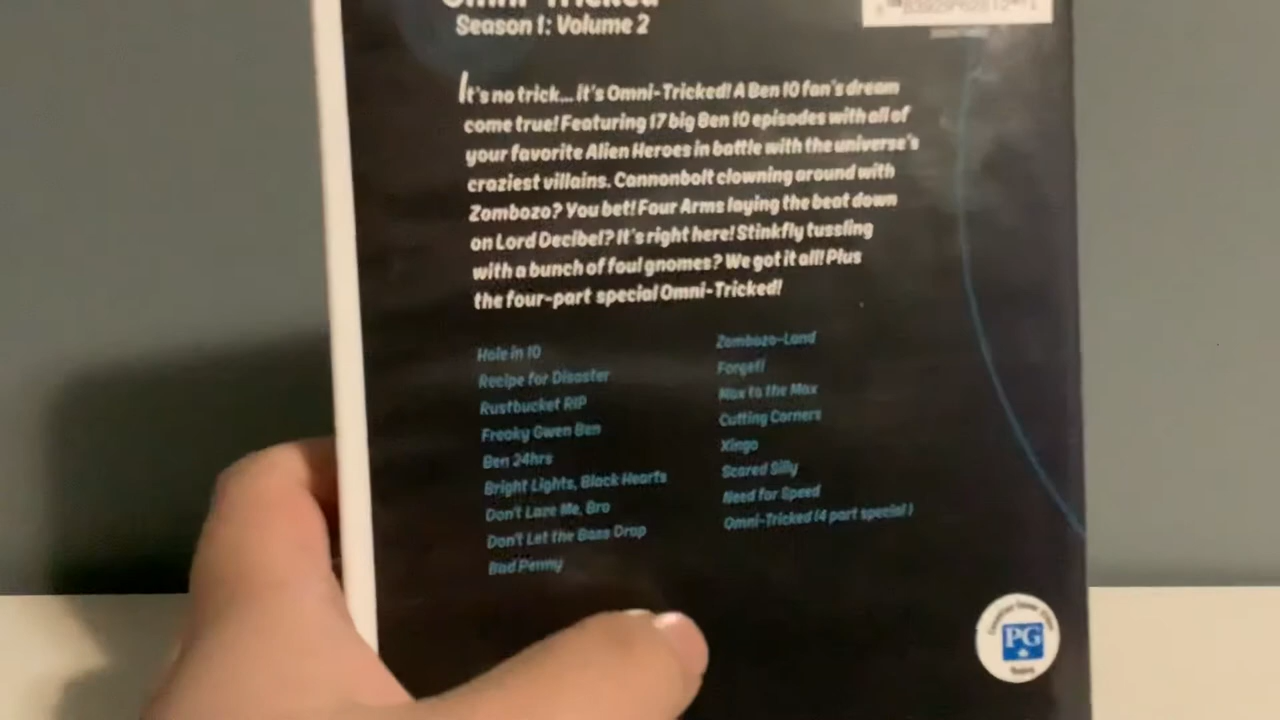 Omni-Tricked
Season 1: Volume 2
It's no trick... it's Omni-Tricked! A Ben 10 fan's dream
come true! Featuring 17 big Ben 10 episodes with all of
your favorite Alien Heroes in battle with the universe's
craziest villains. Cannonbolt clowning around with
Zombozo? You bet! Four Arms laying the beat down
on Lord Decibel? It's right here! Stinkfly tussling
with a bunch of foul gnomes? We got it all! Plus
the four-part special Omni-Tricked!
Hole in 10
Recipe for Disaster
Rustbucket RIP
Freaky Gwen Ben
Ben 24hrs
Bright Lights, Black Hearts
Don't Laze Me, Bro
Don't Let the Bass Drop
Bad Penny
Zombozo-Land
Forgeti
Max to the Max
Cutting Corners
Xingo
Scared Silly
Need for Speed
Omni-Tricked (4 part special)
PG